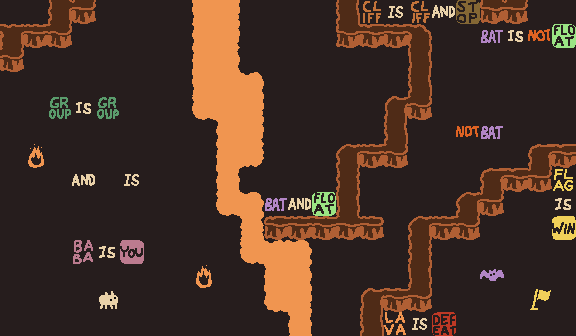 CLIFF IS CLIFF AND STOP
BAT IS NOT FLOAT
GROUP IS GROUP
NOT BAT
AND IS
FLAG IS WIN
BAT AND FLOAT
BABA IS YOU
LAVA IS DEFEAT